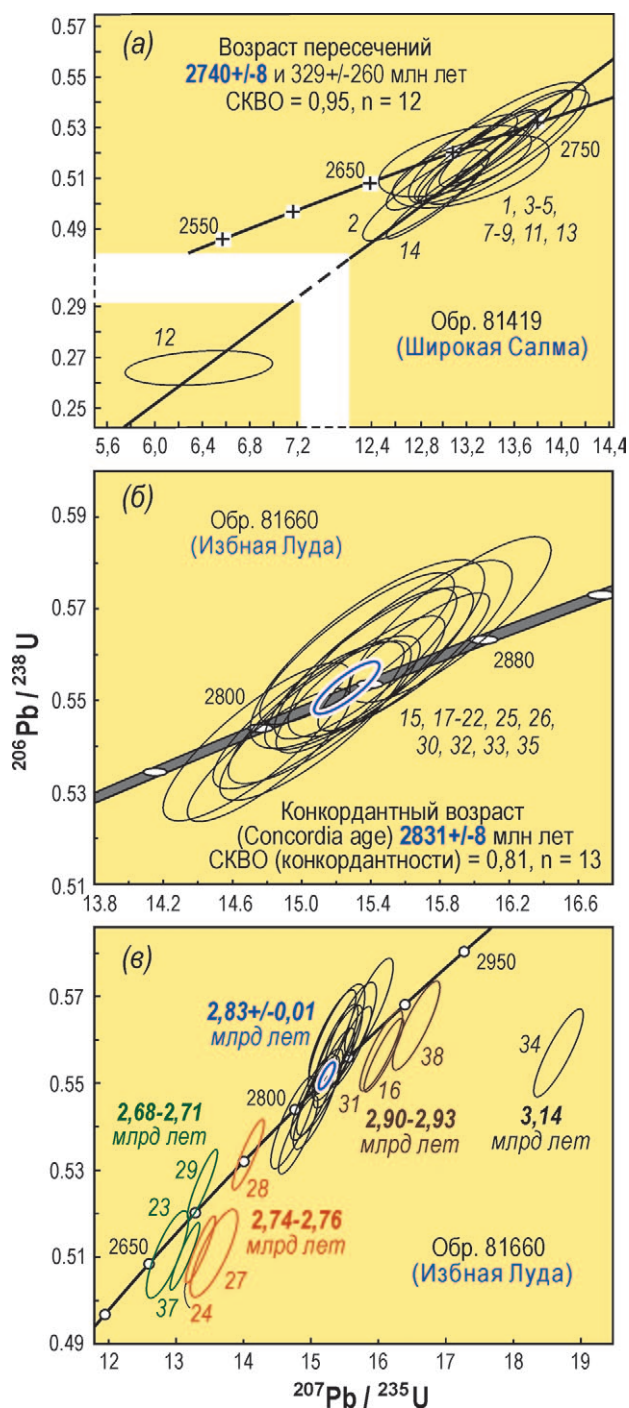 (а)
Возраст пересечений
2740+/-8 и 329+/-260 млн лет
СКВО = 0,95, n = 12
0.57
0.55
0.53
0.51
0.49
0.29
0.27
0.25
2550
2650
2750
2
14
1, 3-5,
7-9, 11, 13
12
Обр. 81419
(Широкая Салма)
5,6 6,0 6,4 6,8 7,2 12,4 12,8 13,2 13,6 14,0 14,4
(б)
Обр. 81660
(Избная Луда)
0.59
0.57
0.55
0.53
0.51
2800
2880
15, 17-22, 25, 26,
30, 32, 33, 35
Конкордантный возраст
(Concordia age) 2831+/-8 млн лет
СКВО (конкордантности) = 0,81, n = 13
13.8 14.2 14.6 15.0 15.4 15.8 16.2 16.6
206Pb / 238U
(в)
0.57
0.55
0.53
0.51
0.49
2950
2,83+/-0,01
млрд лет
2800
2650
31
16
38
34
2,90-2,93
млрд лет
3,14
млрд лет
2,68-2,71
млрд лет
29
23
37
28
2,74-2,76
млрд лет
27
24
Обр. 81660
(Избная Луда)
12 13 14 15 16 17 18 19
207Pb / 235U